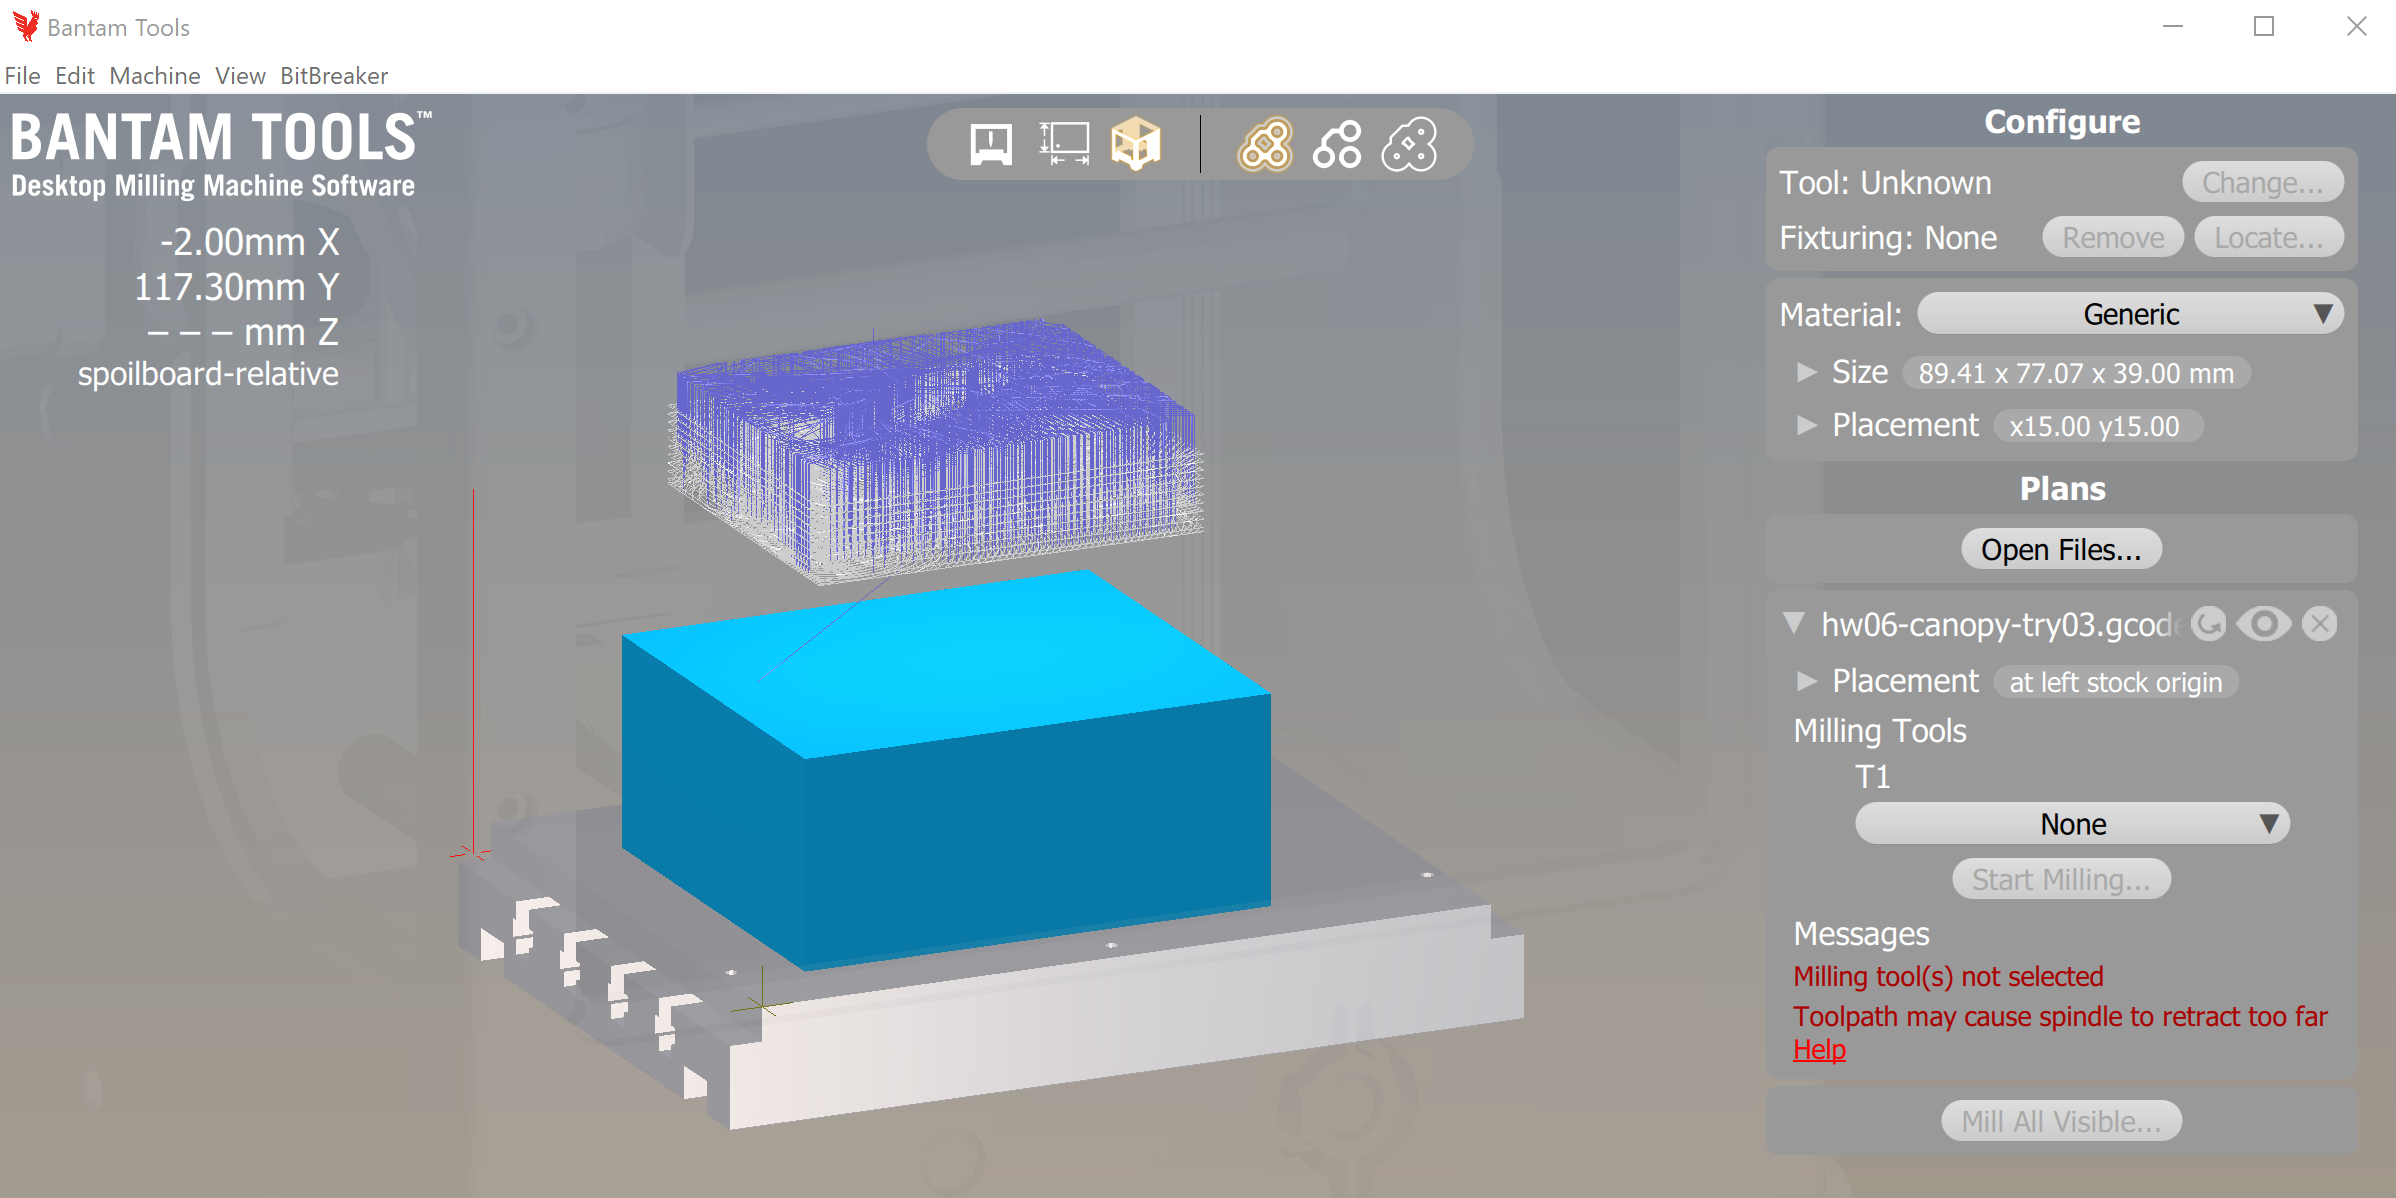 Bantam Tools
File Edit Machine View BitBreaker
BANTAM TOOLS™
Desktop Milling Machine Software
-2.00mm X
117.30mm Y
– – – mm Z
spoilboard-relative
Configure
Tool: Unknown Change...
Fixturing: None Remove Locate...
Material: Generic
Size 89.41 x 77.07 x 39.00 mm
Placement x15.00 y15.00
Plans
Open Files...
hw06-canopy-try03.gcode
Placement at left stock origin
Milling Tools
T1
None
Start Milling...
Messages
Milling tool(s) not selected
Toolpath may cause spindle to retract too far
Help
Mill All Visible...